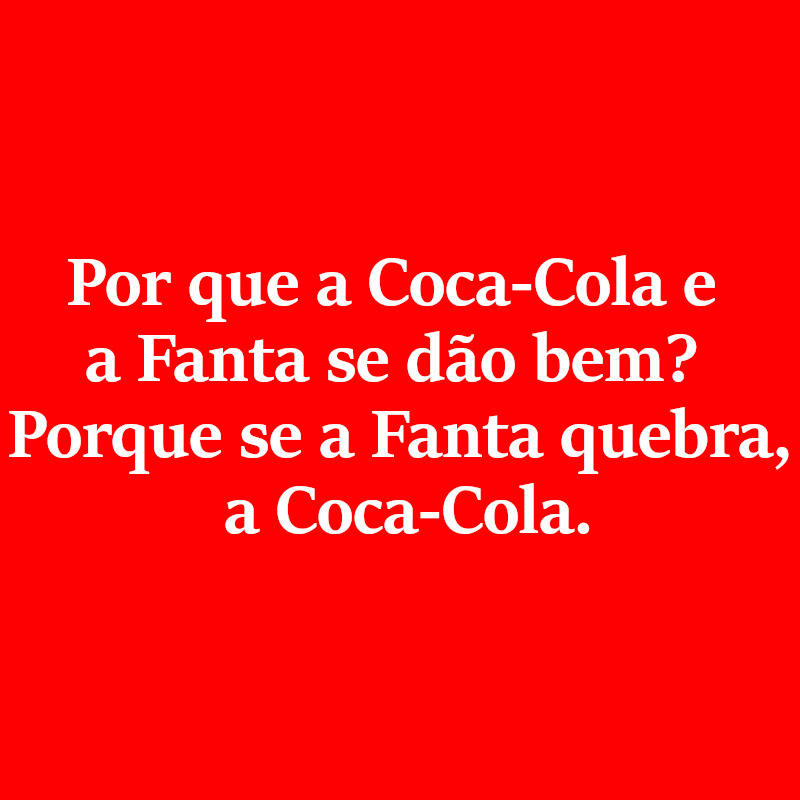 Por que a Coca-Cola e
a Fanta se dão bem?
Porque se a Fanta quebra,
a Coca-Cola.